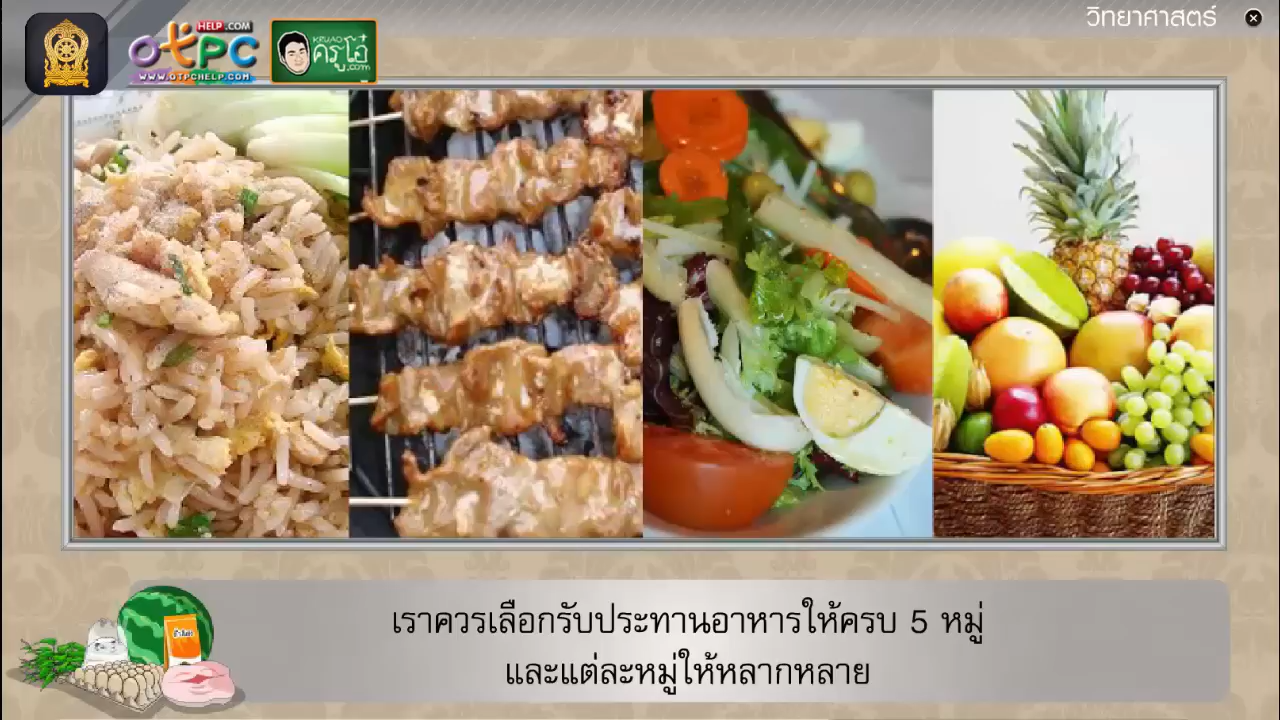 วิทยาศาสตร์
HELP.COM
OTPC
WWW.OTPCHELP.COM
KRUAO
ครูโอ๋
.com
เราควรเลือกรับประทานอาหารให้ครบ 5 หมู่
และแต่ละหมู่ให้หลากหลาย